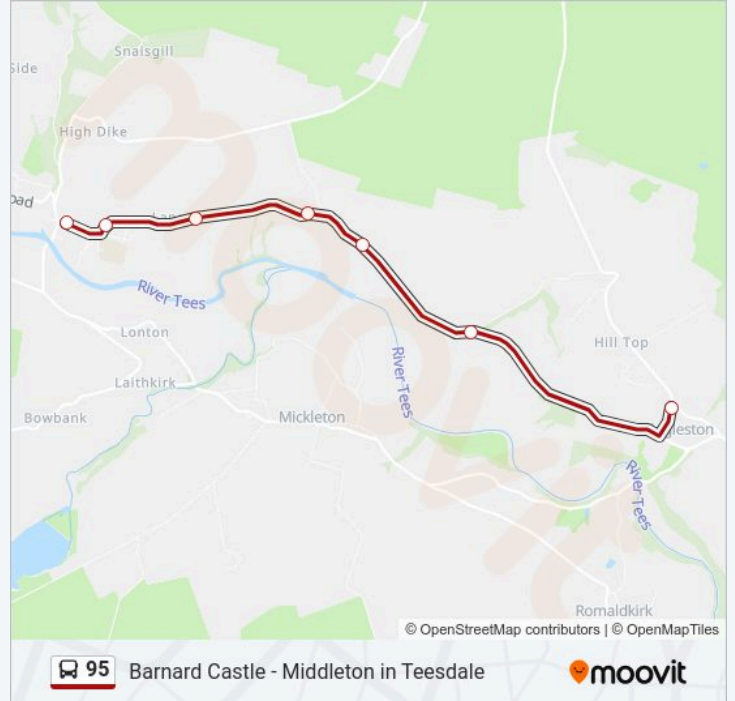 Snaisgill
Side
High Dike
oad
River Tees
Lonton
River Tees
Hill Top
Laithkirk
Bowbank
Mickleton
gleston
River Tees
Romaldkirk
© OpenStreetMap contributors | © OpenMapTiles
95 Barnard Castle - Middleton in Teesdale
moovit